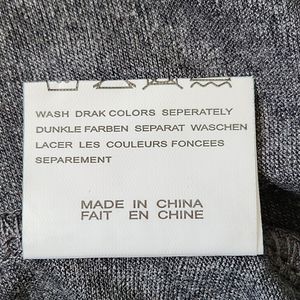 WASH DRAK COLORS SEPERATELY
DUNKLE FARBEN SEPARAT WASCHEN
LACER LES COULEURS FONCEES
SEPAREMENT
MADE IN CHINA
FAIT EN CHINE